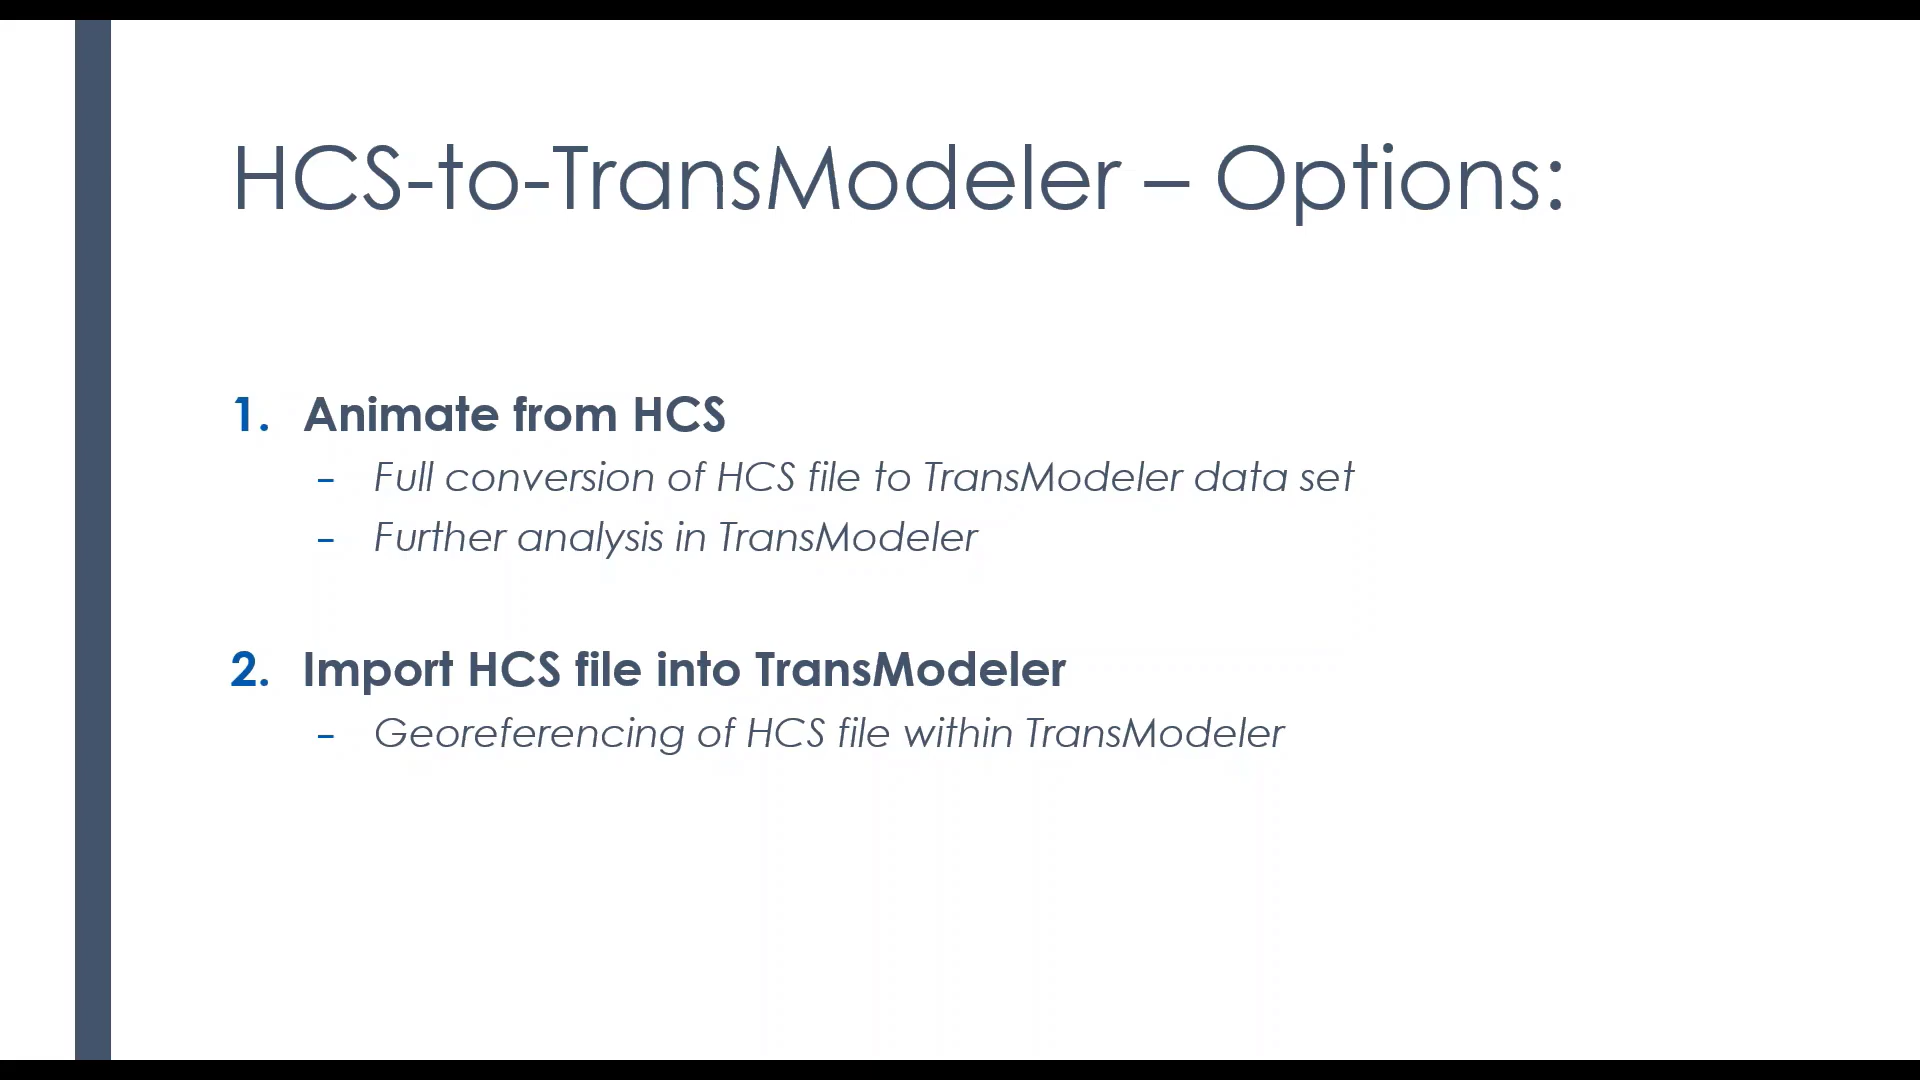 HCS-to-TransModeler – Options:
1. Animate from HCS
- Full conversion of HCS file to TransModeler data set
- Further analysis in TransModeler
2. Import HCS file into TransModeler
- Georeferencing of HCS file within TransModeler